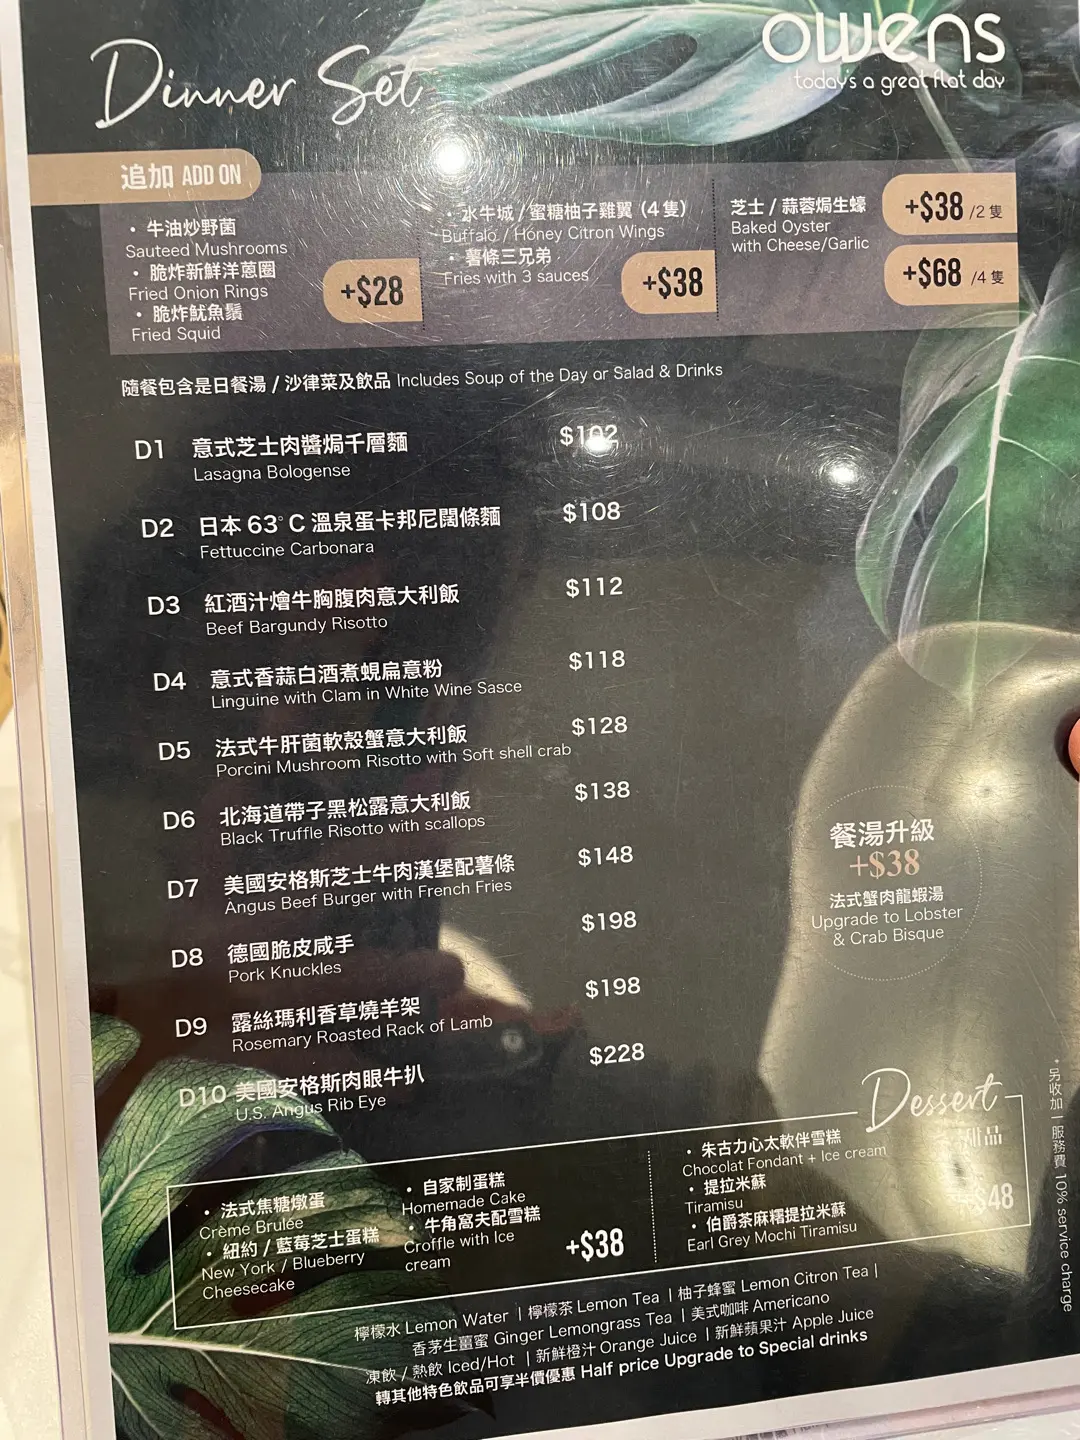 Dinner Set
owens
today's a great flat day
追加 ADD ON
• 牛油炒野菌
Sauteed Mushrooms
• 脆炸新鮮洋蔥圈
Fried Onion Rings
• 脆炸魷魚鬚
Fried Squid
+$28
• 水牛城 / 蜜糖柚子雞翼 (4 隻)
Buffalo / Honey Citron Wings
• 薯條三兄弟
Fries with 3 sauces
+$38
芝士 / 蒜蓉焗生蠔
Baked Oyster
with Cheese/Garlic
+$38 /2 隻
+$68 /4 隻
隨餐包含是日餐湯 / 沙律菜及飲品 Includes Soup of the Day or Salad & Drinks
D1 意式芝士肉醬焗千層麵 $102
Lasagna Bologense
D2 日本 63°C 溫泉蛋卡邦尼闊條麵 $108
Fettuccine Carbonara
D3 紅酒汁燴牛胸腹肉意大利飯 $112
Beef Bargundy Risotto
D4 意式香蒜白酒煮蜆扁意粉 $118
Linguine with Clam in White Wine Sasce
D5 法式牛肝菌軟殼蟹意大利飯 $128
Porcini Mushroom Risotto with Soft shell crab
D6 北海道帶子黑松露意大利飯 $138
Black Truffle Risotto with scallops
D7 美國安格斯芝士牛肉漢堡配薯條 $148
Angus Beef Burger with French Fries
D8 德國脆皮咸手 $198
Pork Knuckles
D9 露絲瑪利香草燒羊架 $198
Rosemary Roasted Rack of Lamb
D10 美國安格斯肉眼牛扒 $228
U.S. Angus Rib Eye
餐湯升級
+$38
法式蟹肉龍蝦湯
Upgrade to Lobster
& Crab Bisque
Dessert
甜品
• 法式焦糖燉蛋
Crème Brulée
• 紐約 / 藍莓芝士蛋糕
New York / Blueberry
Cheesecake
• 自家制蛋糕
Homemade Cake
• 牛角窩夫配雪糕
Croffle with Ice
cream
+$38
• 朱古力心太軟伴雪糕
Chocolat Fondant + Ice cream
• 提拉米蘇
Tiramisu
• 伯爵茶麻糬提拉米蘇
Earl Grey Mochi Tiramisu
+$48
檸檬水 Lemon Water | 檸檬茶 Lemon Tea | 柚子蜂蜜 Lemon Citron Tea |
香茅生薑蜜 Ginger Lemongrass Tea | 美式咖啡 Americano
凍飲 / 熱飲 Iced/Hot | 新鮮橙汁 Orange Juice | 新鮮蘋果汁 Apple Juice
轉其他特色飲品可享半價優惠 Half price Upgrade to Special drinks
• 另收加一服務費 10% service charge